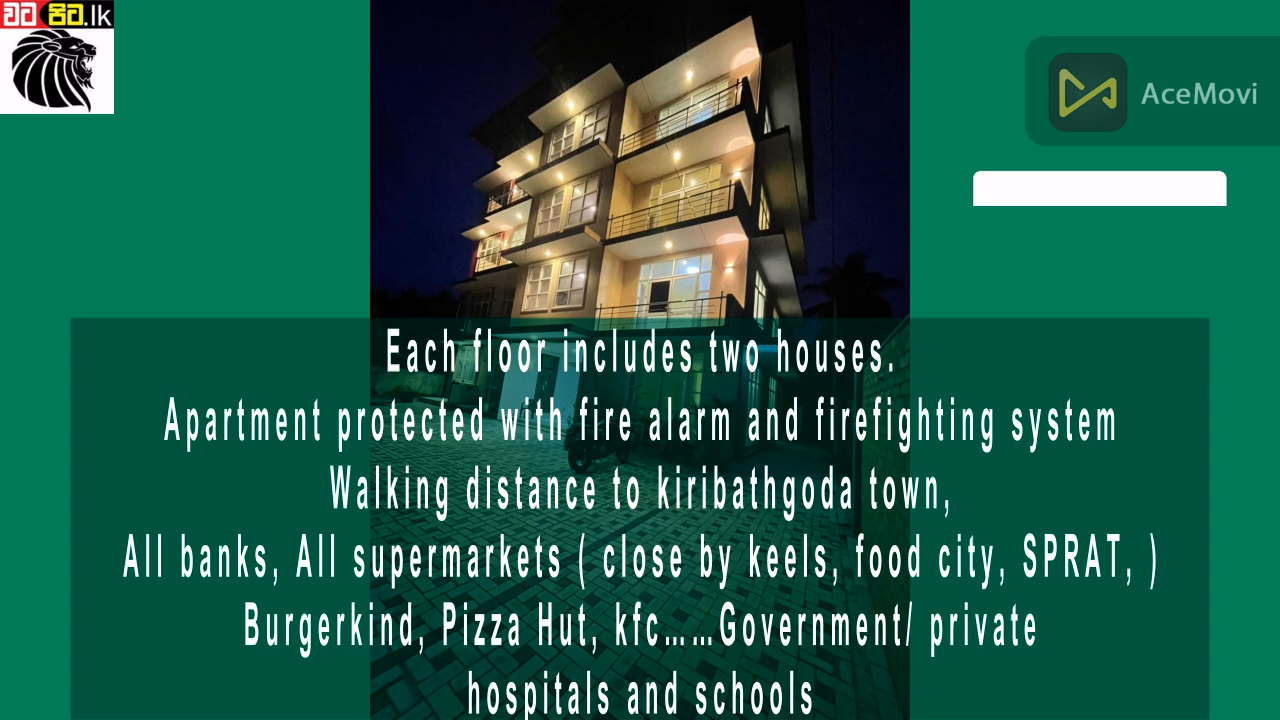 වට පිට.lk
AceMovi
Each floor includes two houses.
Apartment protected with fire alarm and firefighting system
Walking distance to kiribathgoda town,
All banks, All supermarkets ( close by keels, food city, SPRAT, )
Burgerkind, Pizza Hut, kfc……Government/ private
hospitals and schools